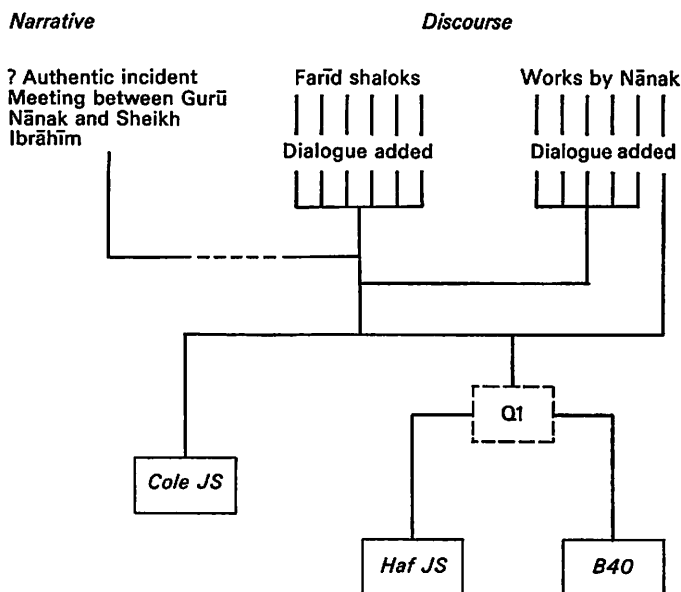 Narrative
Discourse
? Authentic incident
Meeting between Gurū
Nānak and Sheikh
Ibrāhīm
Farīd shaloks
Dialogue added
Works by Nānak
Dialogue added
Q1
Cole JS
Haf JS
B40